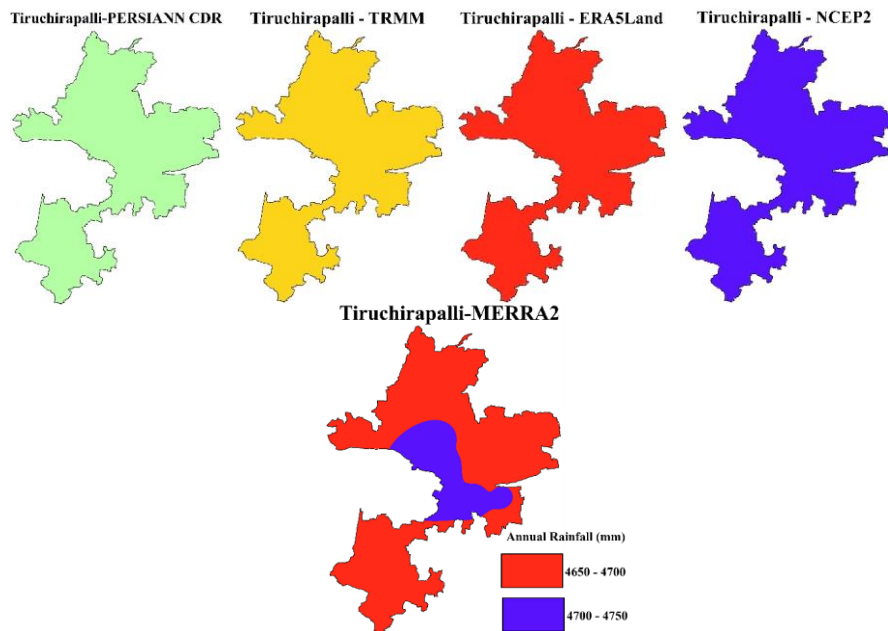 Tiruchirapalli-PERSIANN CDR
Tiruchirapalli - TRMM
Tiruchirapalli - ERA5Land
Tiruchirapalli - NCEP2
Tiruchirapalli-MERRA2
Annual Rainfall (mm)
4650 - 4700
4700 - 4750